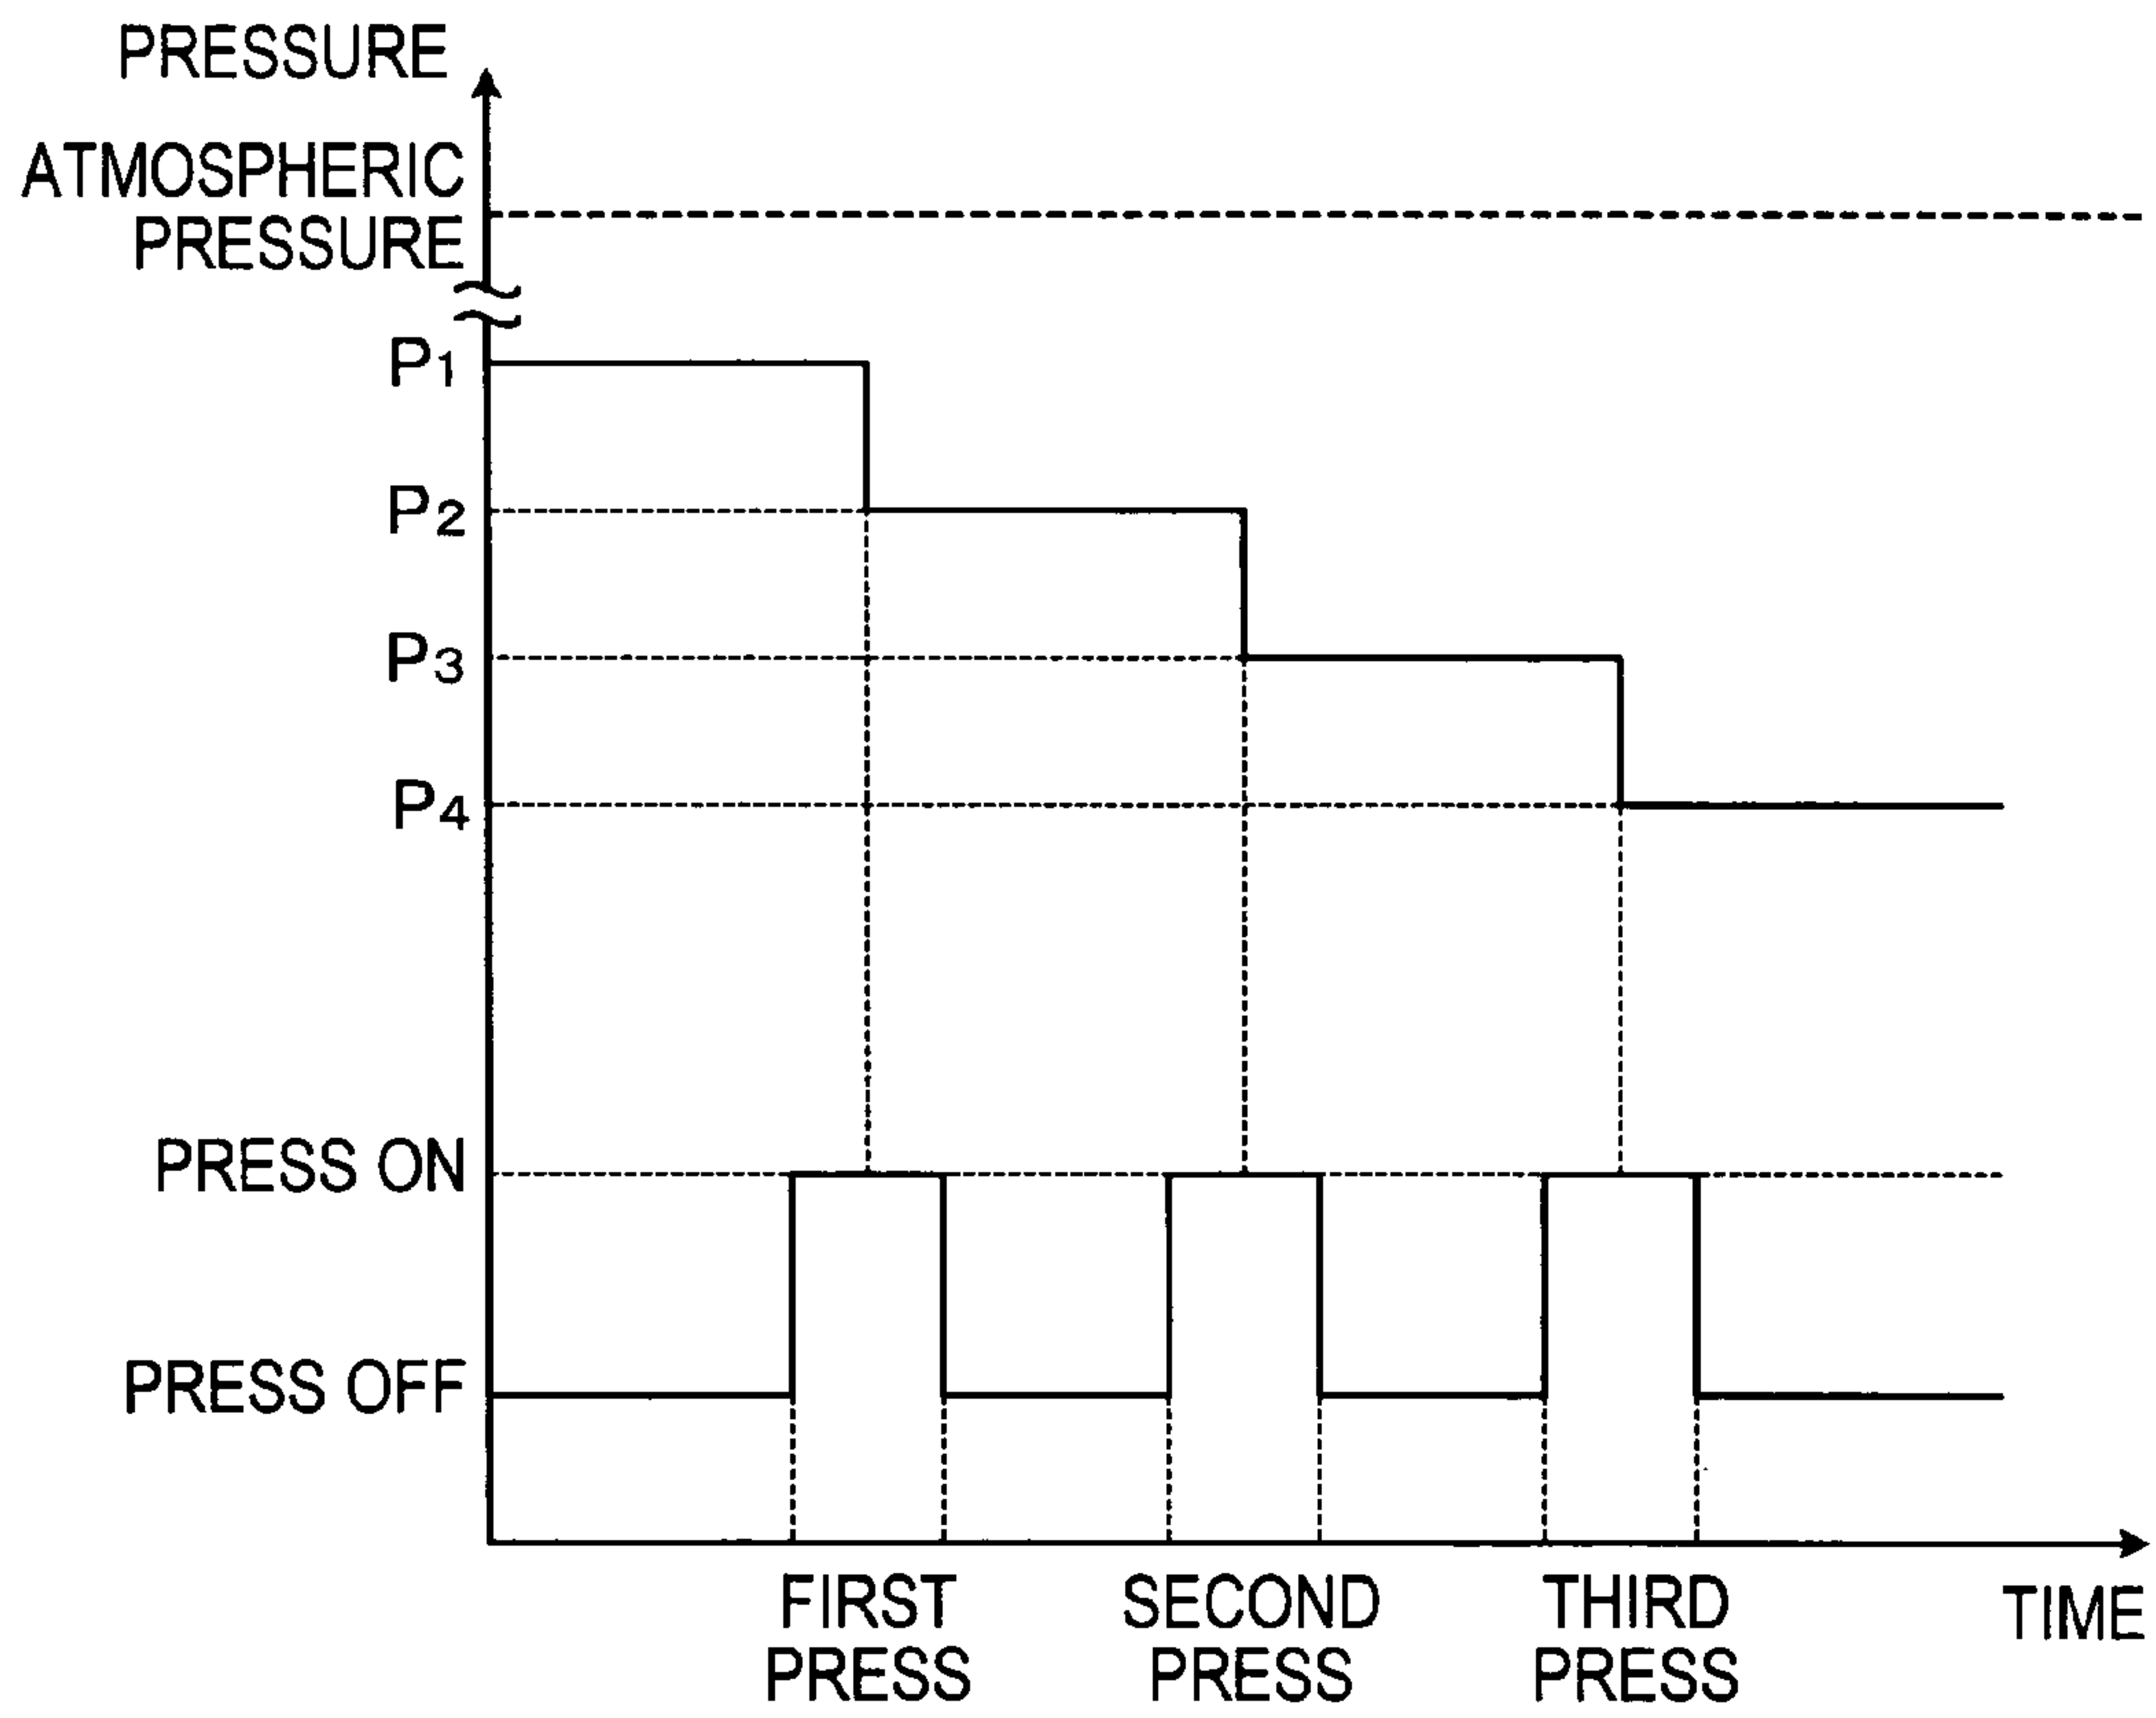 PRESSURE
ATMOSPHERIC
PRESSURE
P1
P2
P3
P4
PRESS ON
PRESS OFF
FIRST
PRESS
SECOND
PRESS
THIRD
PRESS
TIME